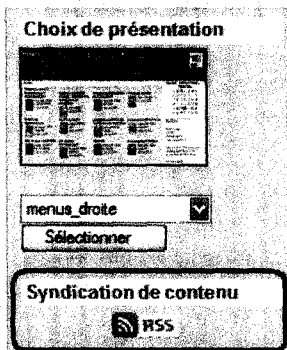 Choix de présentation
menus_droite
Sélectionner
Syndication de contenu
RSS